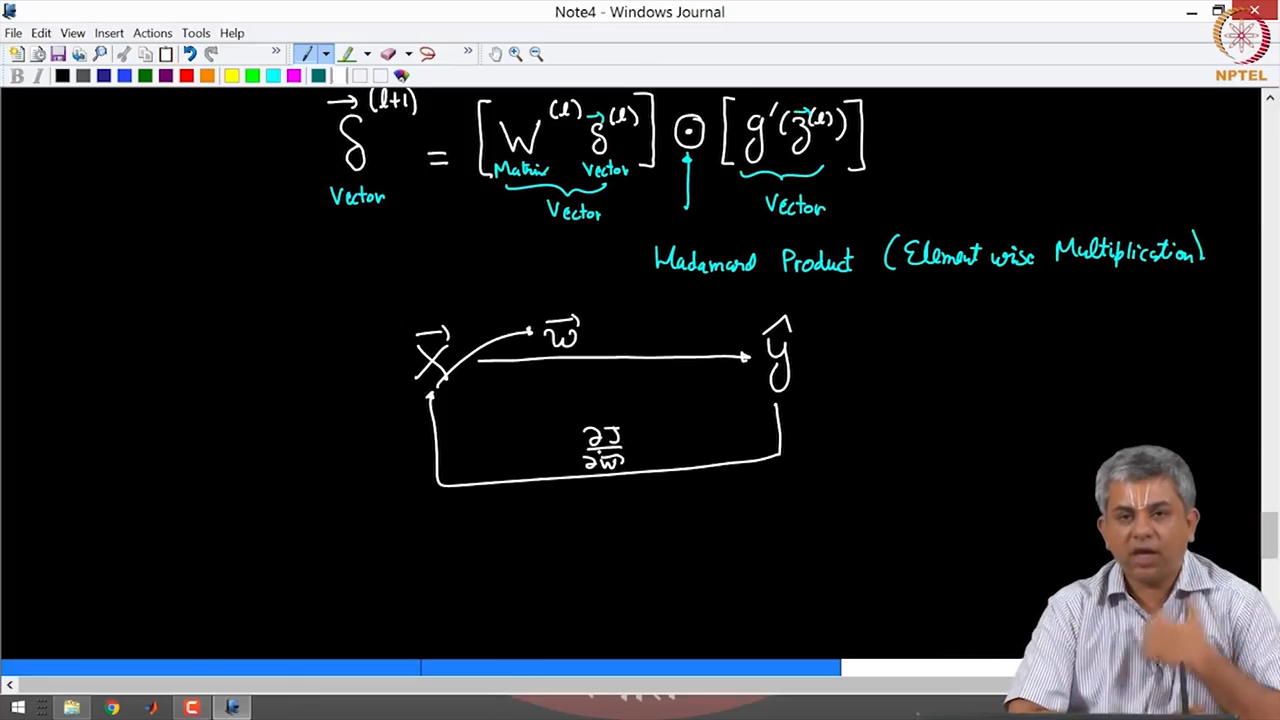 Note4 - Windows Journal
File Edit View Insert Actions Tools Help
NPTEL
B I
δ⃗^(l+1) = [W^(l) δ⃗^(l)] ⊙ [g'(z⃗^(l))]
Matrix Vector
Vector
Vector Vector
Hadamard Product (Element wise Multiplication)
x⃗ w⃗ ŷ
∂J
∂w⃗